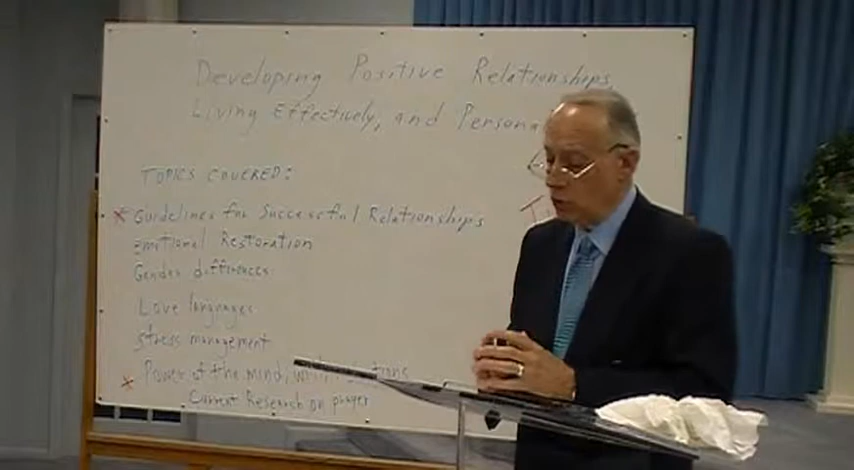 Developing Positive Relationships
Living Effectively, and Persona
TOPICS COVERED:
* Guidelines for Successful Relationships
Emotional Restoration
Gender differences
Love languages
stress management
* Power of the mind,
Current Research on prayer